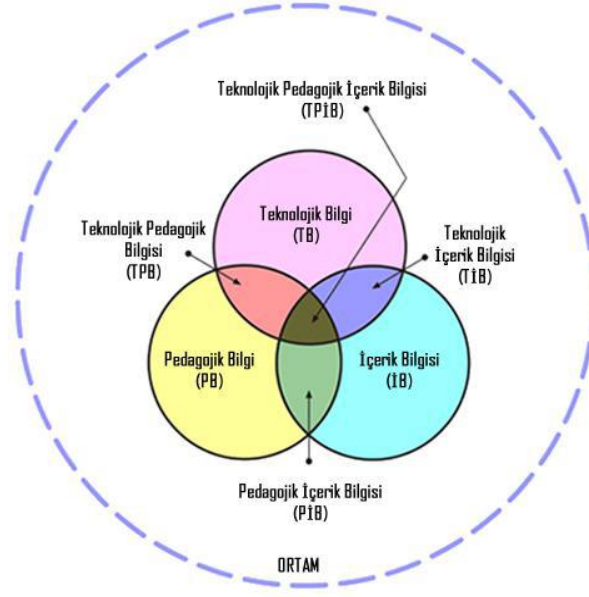 Teknolojik Pedagojik İçerik Bilgisi
(TPİB)
Teknolojik Bilgi
(TB)
Teknolojik Pedagojik
Bilgisi
(TPB)
Teknolojik
İçerik Bilgisi
(TİB)
Pedagojik Bilgi
(PB)
İçerik Bilgisi
(İB)
Pedagojik İçerik Bilgisi
(PİB)
ORTAM